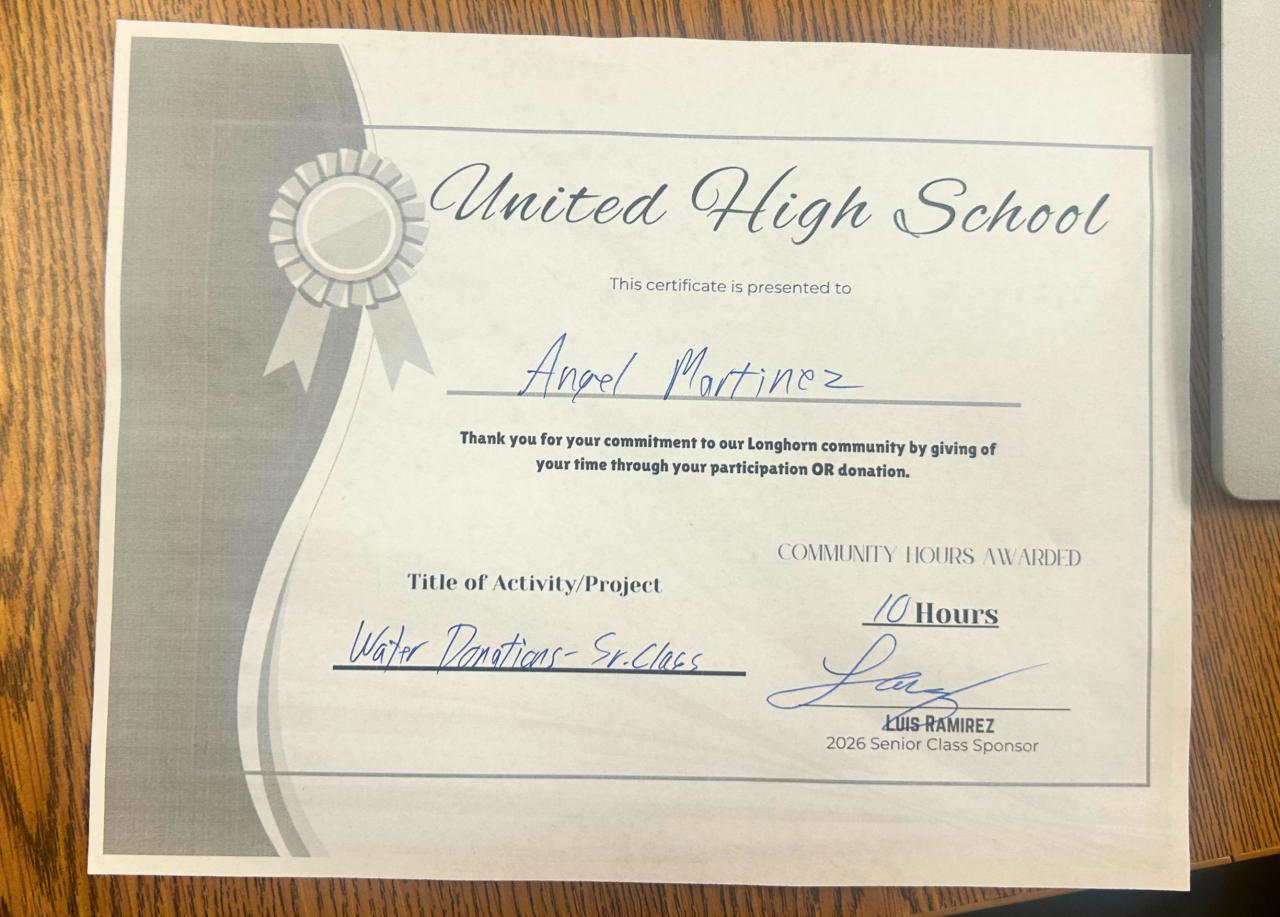 United High School
This certificate is presented to
Angel Martinez
Thank you for your commitment to our Longhorn community by giving of
your time through your participation OR donation.
COMMUNITY HOURS AWARDED
Title of Activity/Project
10 Hours
Water Donations- Sr. Class
LUIS RAMIREZ
2026 Senior Class Sponsor